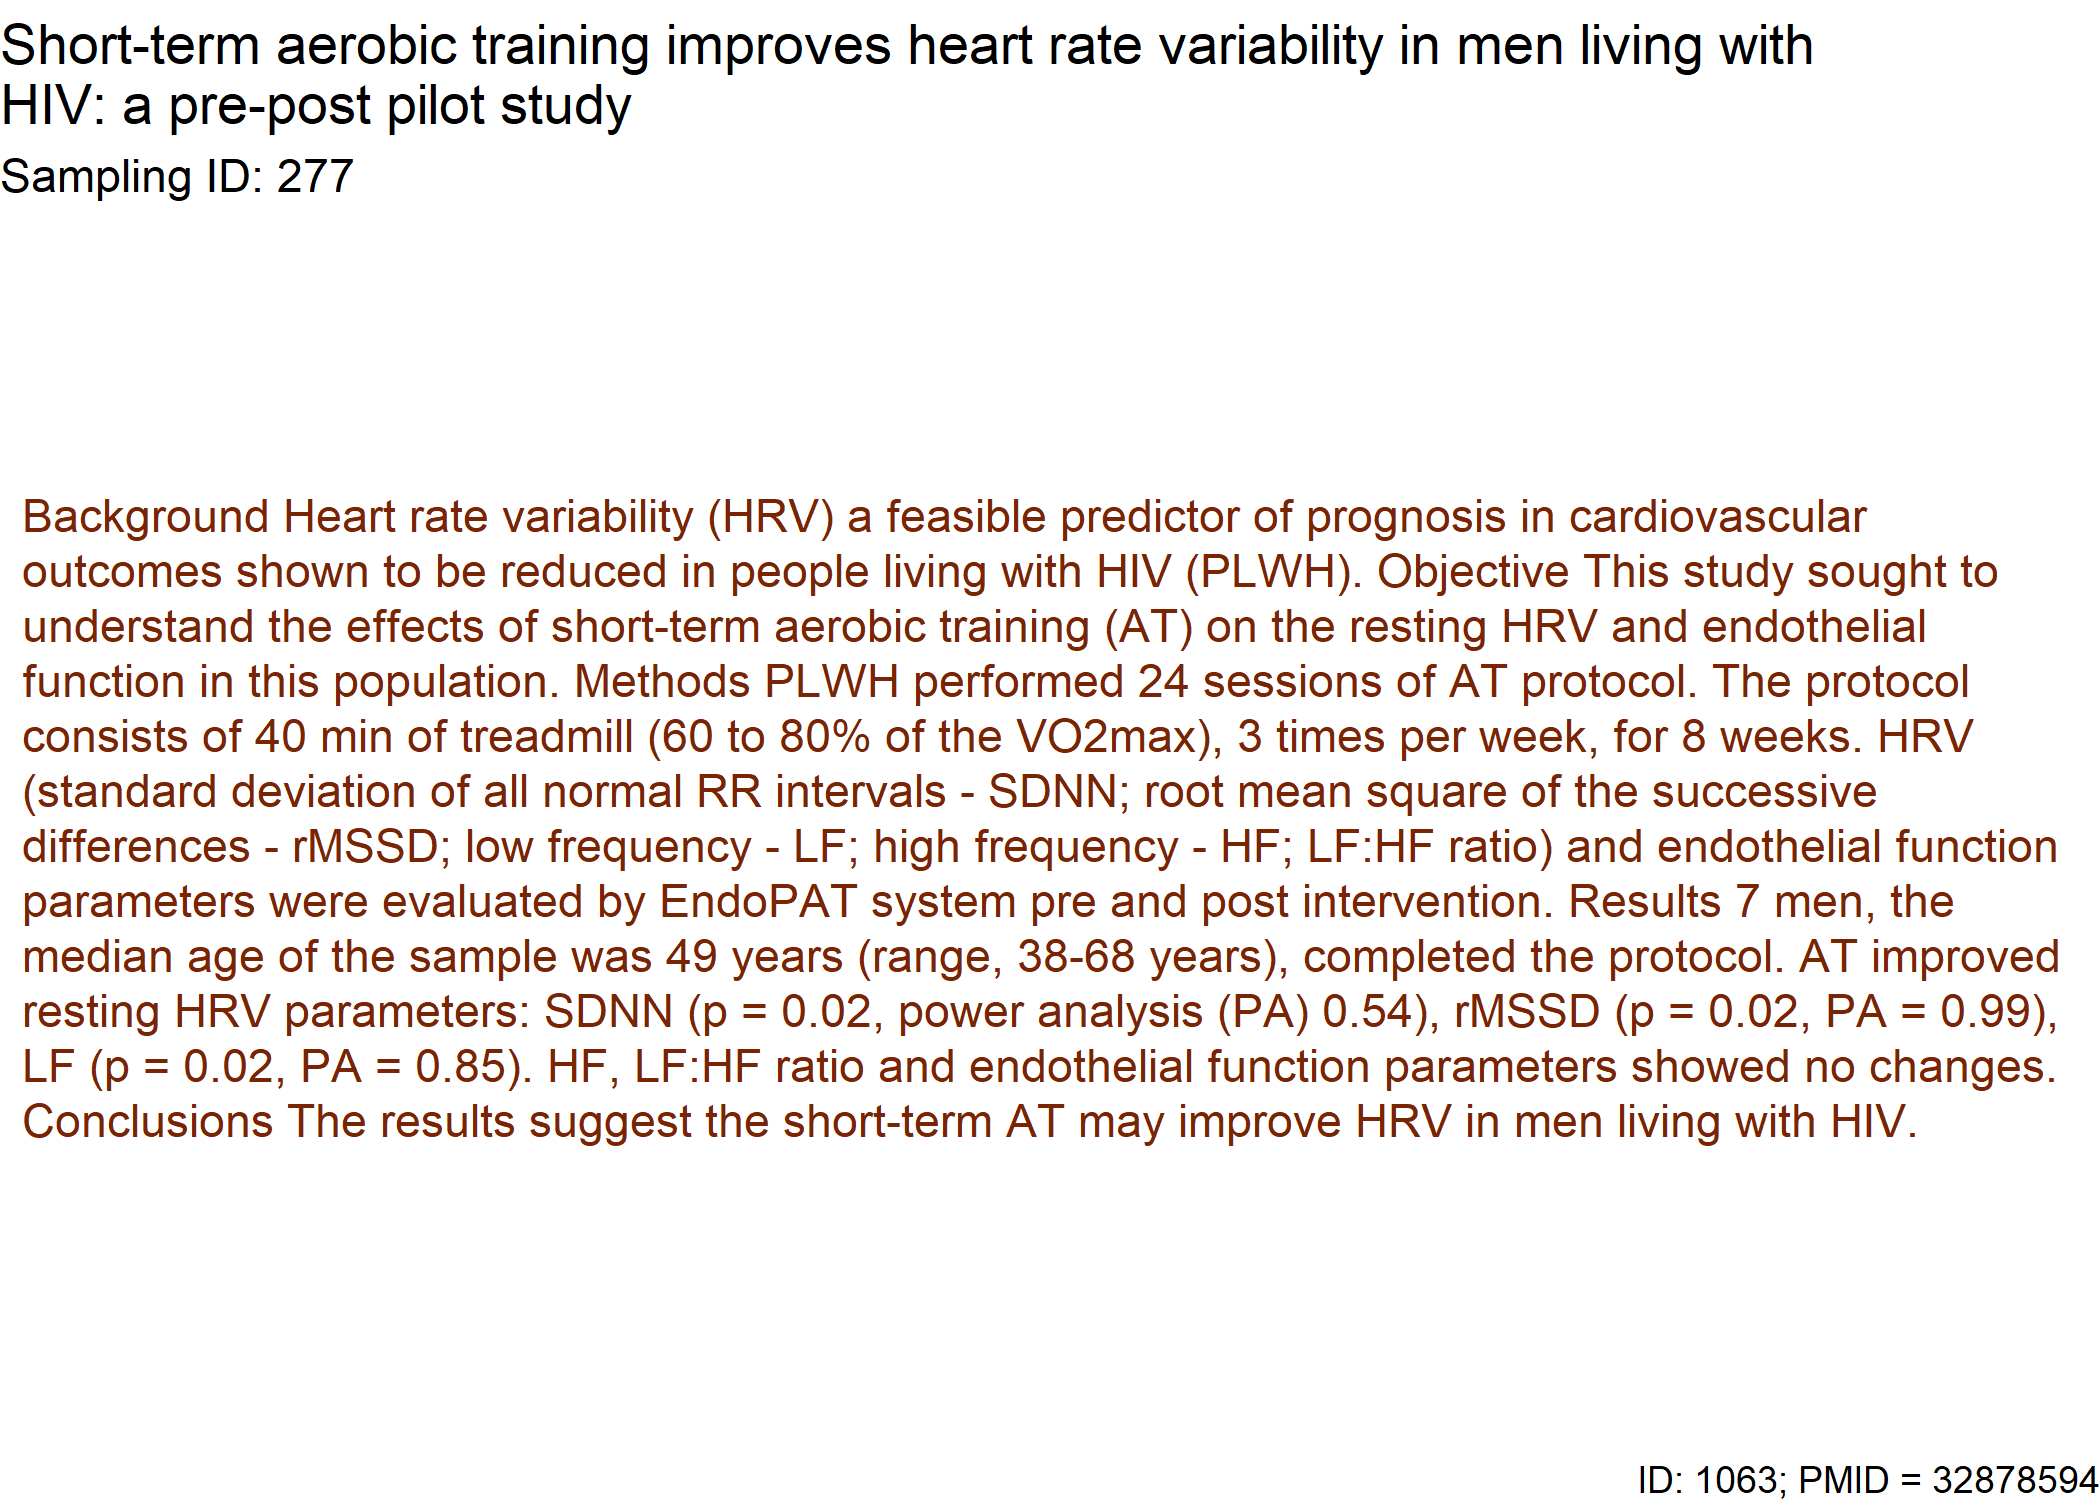 Short-term aerobic training improves heart rate variability in men living with
HIV: a pre-post pilot study
Sampling ID: 277
Background Heart rate variability (HRV) a feasible predictor of prognosis in cardiovascular
outcomes shown to be reduced in people living with HIV (PLWH). Objective This study sought to
understand the effects of short-term aerobic training (AT) on the resting HRV and endothelial
function in this population. Methods PLWH performed 24 sessions of AT protocol. The protocol
consists of 40 min of treadmill (60 to 80% of the VO2max), 3 times per week, for 8 weeks. HRV
(standard deviation of all normal RR intervals - SDNN; root mean square of the successive
differences - rMSSD; low frequency - LF; high frequency - HF; LF:HF ratio) and endothelial function
parameters were evaluated by EndoPAT system pre and post intervention. Results 7 men, the
median age of the sample was 49 years (range, 38-68 years), completed the protocol. AT improved
resting HRV parameters: SDNN (p = 0.02, power analysis (PA) 0.54), rMSSD (p = 0.02, PA = 0.99),
LF (p = 0.02, PA = 0.85). HF, LF:HF ratio and endothelial function parameters showed no changes.
Conclusions The results suggest the short-term AT may improve HRV in men living with HIV.
ID: 1063; PMID = 32878594